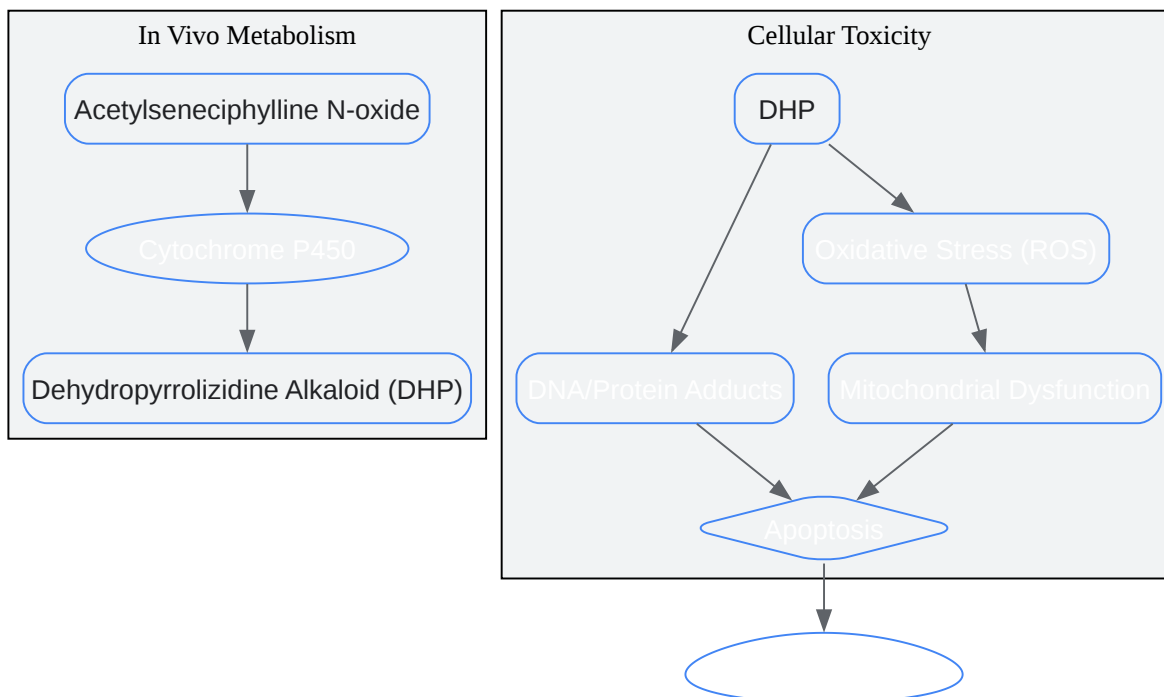 In Vivo Metabolism
Acetylseneciphylline N-oxide
Cytochrome P450
Dehydropyrrolizidine Alkaloid (DHP)
Cellular Toxicity
DHP
Oxidative Stress (ROS)
DNA/Protein Adducts
Mitochondrial Dysfunction
Apoptosis